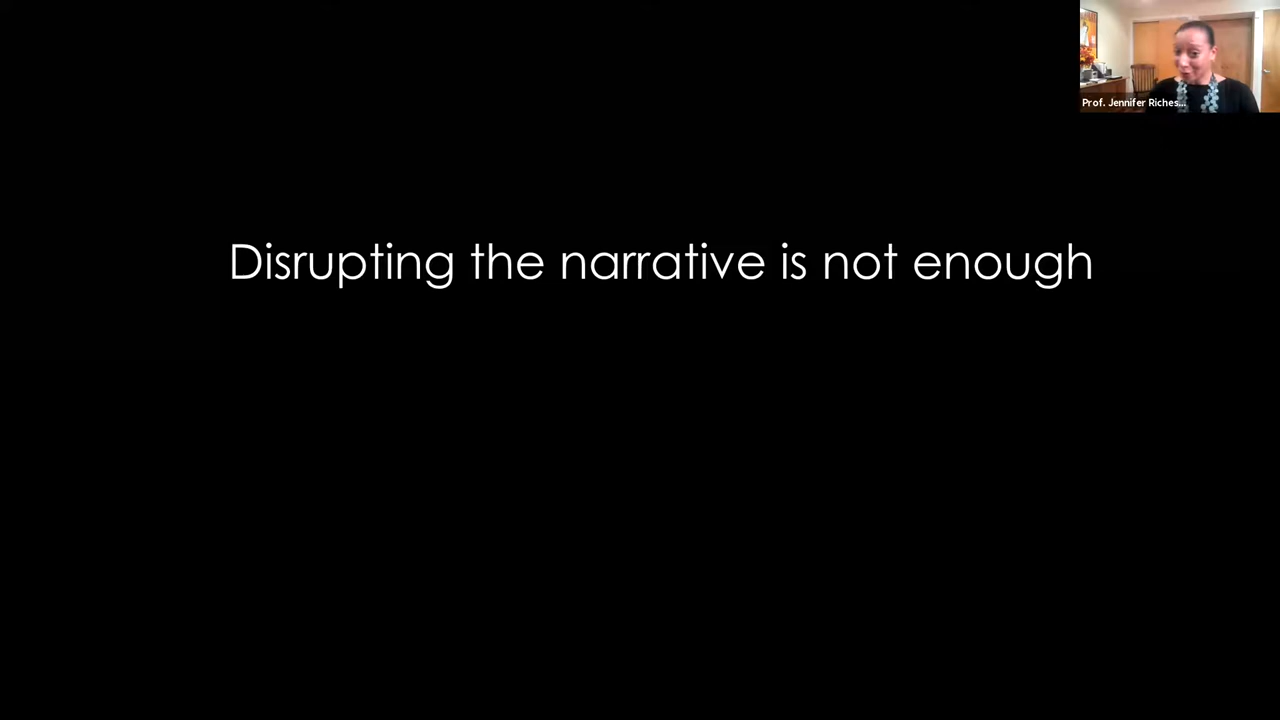 Prof. Jennifer Riches...
Disrupting the narrative is not enough